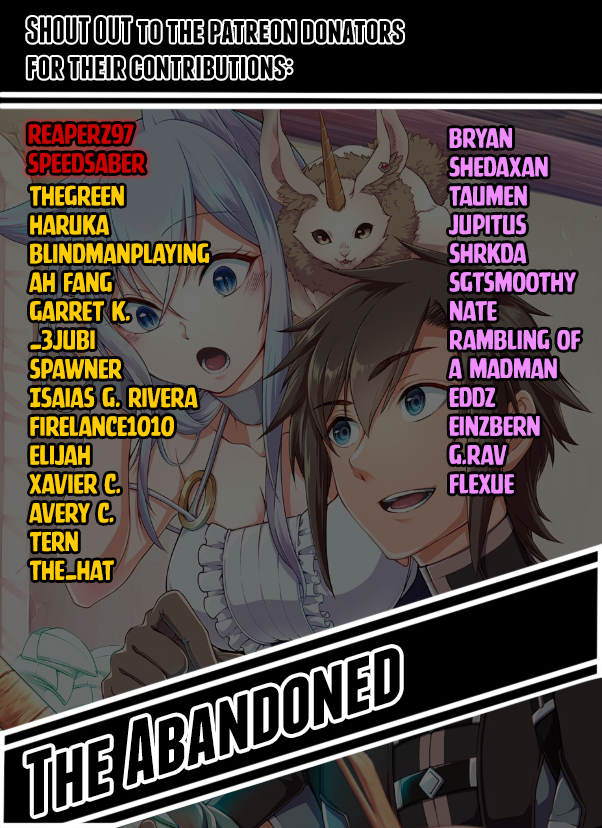 SHOUT OUT TO THE PATREON DONATORS
FOR THEIR CONTRIBUTIONS:
REAPERZ97
SPEEDSABER
THEGREEN
HARUKA
BLINDMANPLAYING
AH FANG
GARRET K.
_3JUBI
SPAWNER
ISAIAS G. RIVERA
FIRELANCE1010
ELIJAH
XAVIER C.
AVERY C.
TERN
THE_HAT
BRYAN
SHEDAXAN
TAUMEN
JUPITUS
SHRKDA
SGTSMOOTHY
NATE
RAMBLING OF
A MADMAN
EDDZ
EINZBERN
G.RAV
FLEXUE
THE ABANDONED